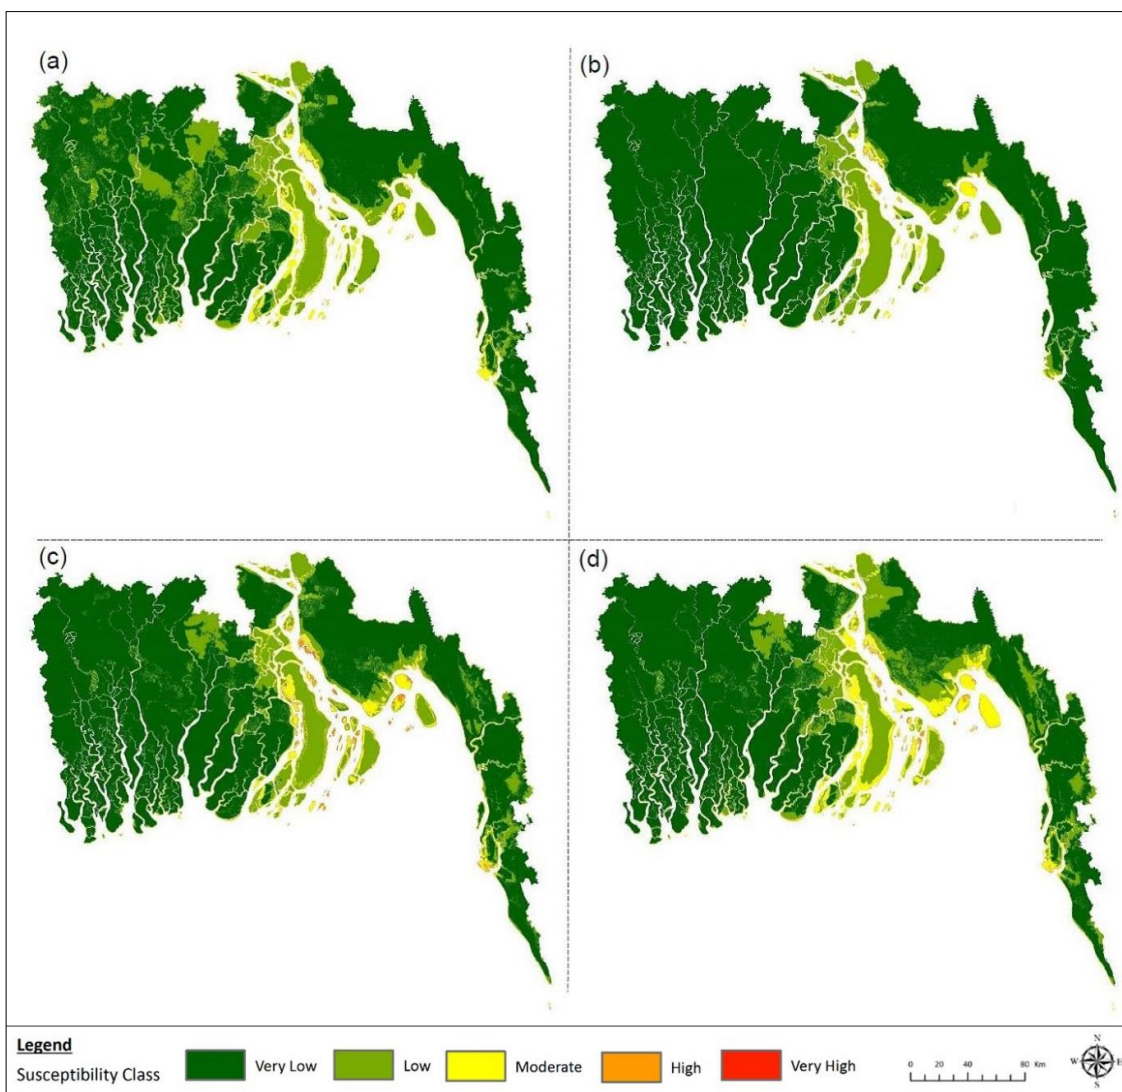 (a)
(b)
(c)
(d)
Legend
Susceptibility Class
Very Low
Low
Moderate
High
Very High
0 20 40 80 Km
N
W E
S